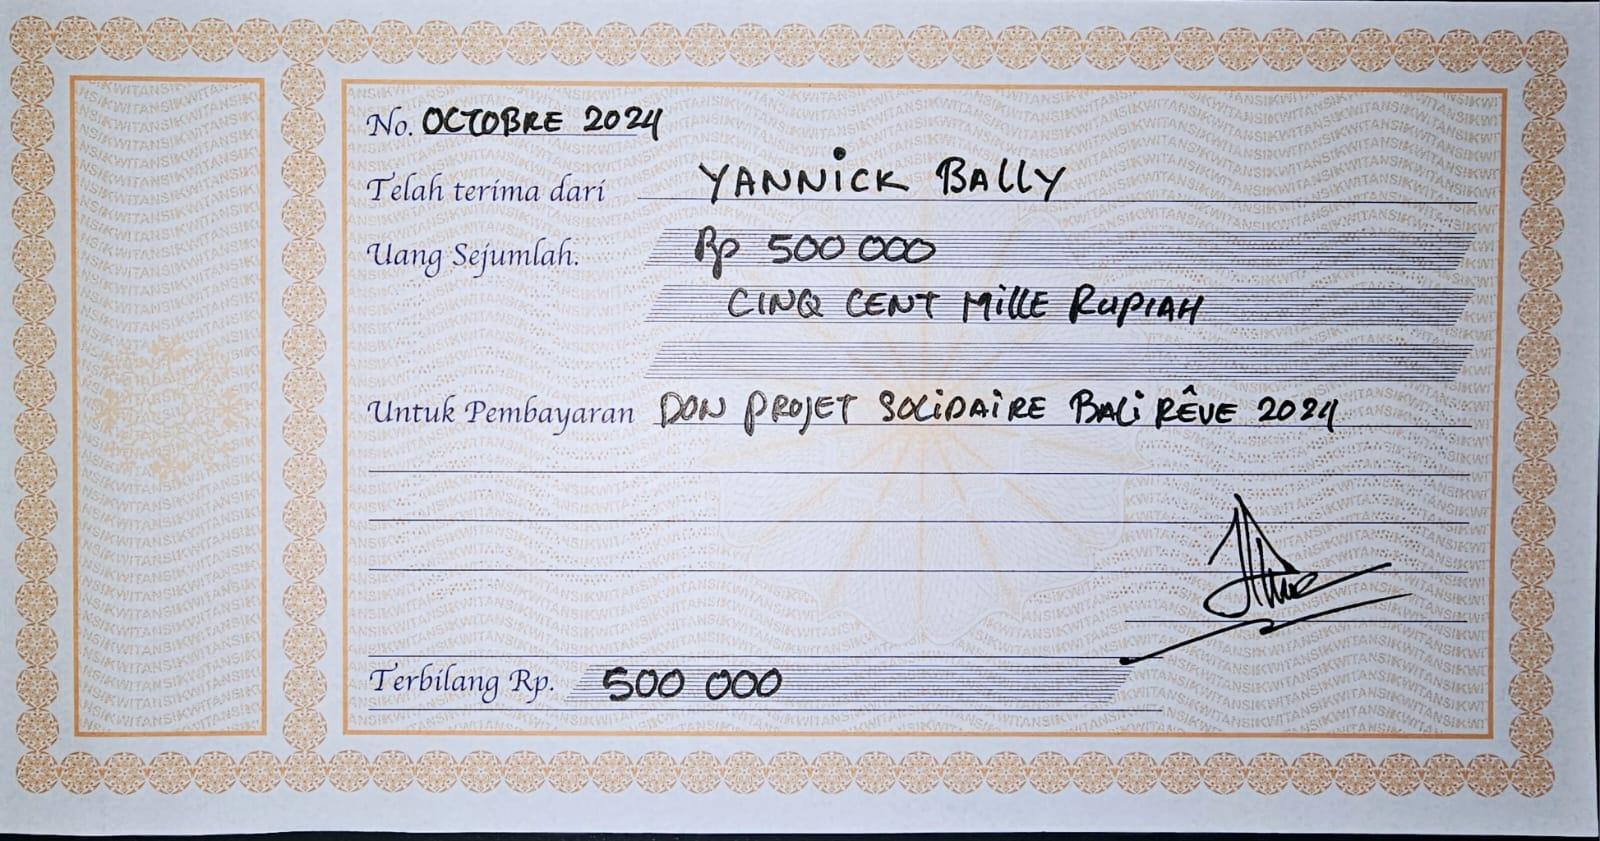 No. OCTOBRE 2024
Telah terima dari YANNICK BALLY
Uang Sejumlah. Rp 500 000
CINQ CENT MILLE RUPIAH
Untuk Pembayaran DON PROJET SOLIDAIRE BALI RÊVE 2024
Terbilang Rp. 500 000